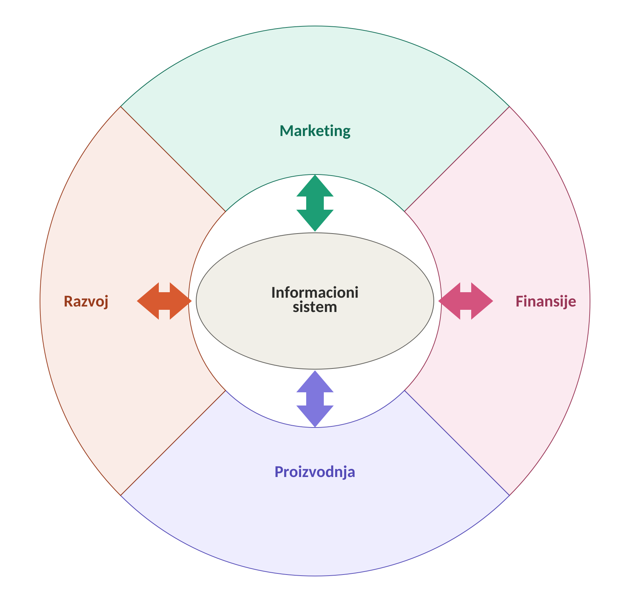 Marketing
Razvoj
Informacioni
sistem
Finansije
Proizvodnja